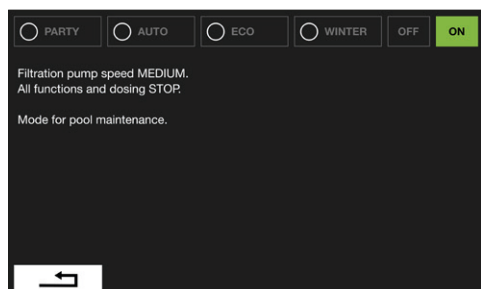 PARTY AUTO ECO WINTER OFF ON
Filtration pump speed MEDIUM.
All functions and dosing STOP.
Mode for pool maintenance.